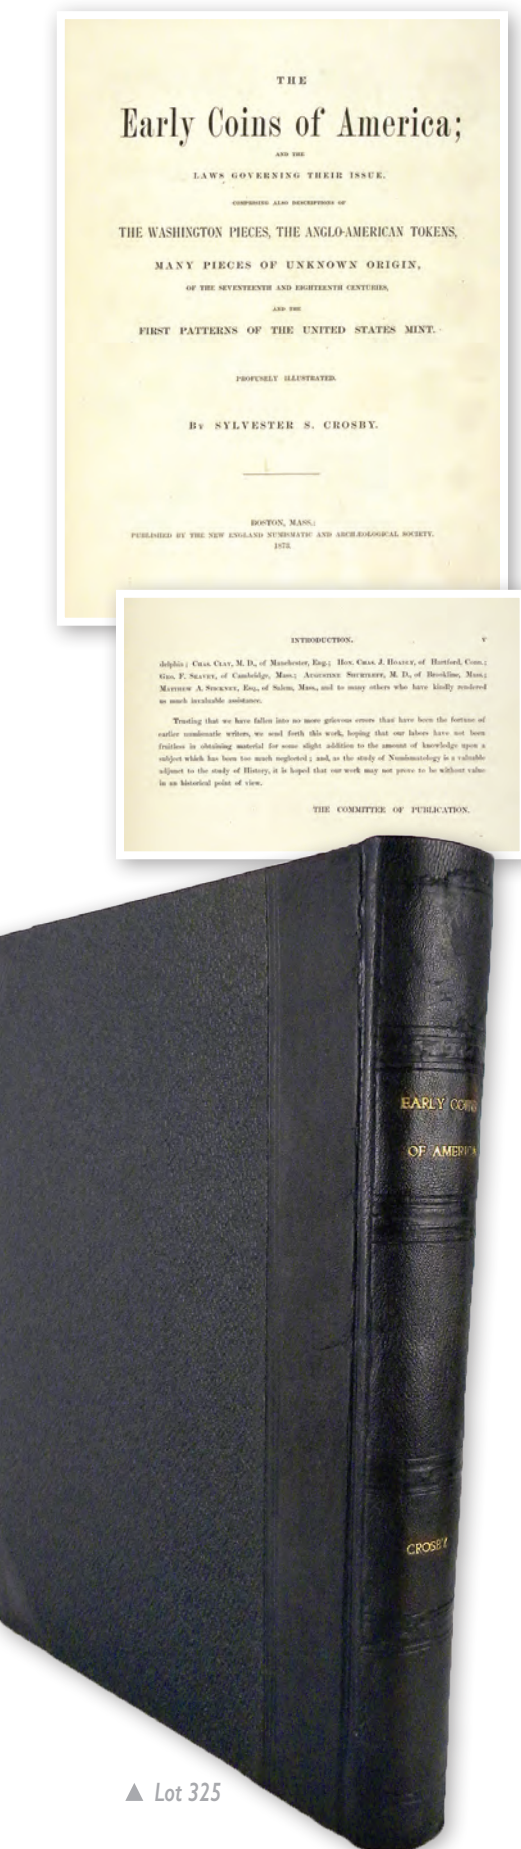 THE
Early Coins of America;
AND THE
LAWS GOVERNING THEIR ISSUE.
COMPRISING ALSO DESCRIPTIONS OF
THE WASHINGTON PIECES, THE ANGLO-AMERICAN TOKENS,
MANY PIECES OF UNKNOWN ORIGIN,
OF THE SEVENTEENTH AND EIGHTEENTH CENTURIES,
AND THE
FIRST PATTERNS OF THE UNITED STATES MINT.
PROFUSELY ILLUSTRATED.
By SYLVESTER S. CROSBY.
BOSTON, MASS.:
PUBLISHED BY THE NEW ENGLAND NUMISMATIC AND ARCHÆOLOGICAL SOCIETY.
INTRODUCTION. V
delphia; Chas. Clay, M. D., of Manchester, Eng.; Hon. Chas. J. Hoadly, of Hartford, Conn.;
Geo. F. Seavey, of Cambridge, Mass.; Augustine Shurtleff, M. D., of Brookline, Mass.;
Matthew A. Stickney, Esq., of Salem, Mass., and to many others who have kindly rendered
us much invaluable assistance.
Trusting that we have fallen into no more grievous errors than have been the fortune of
earlier numismatic writers, we send forth this work, hoping that our labors have not been
fruitless in obtaining material for some slight addition to the amount of knowledge upon a
subject which has been too much neglected; and, as the study of Numismatology is a valuable
adjunct to the study of History, it is hoped that our work may not prove to be without value
in an historical point of view.
THE COMMITTEE OF PUBLICATION.
EARLY COINS
OF AMERICA
CROSBY
▲ Lot 325